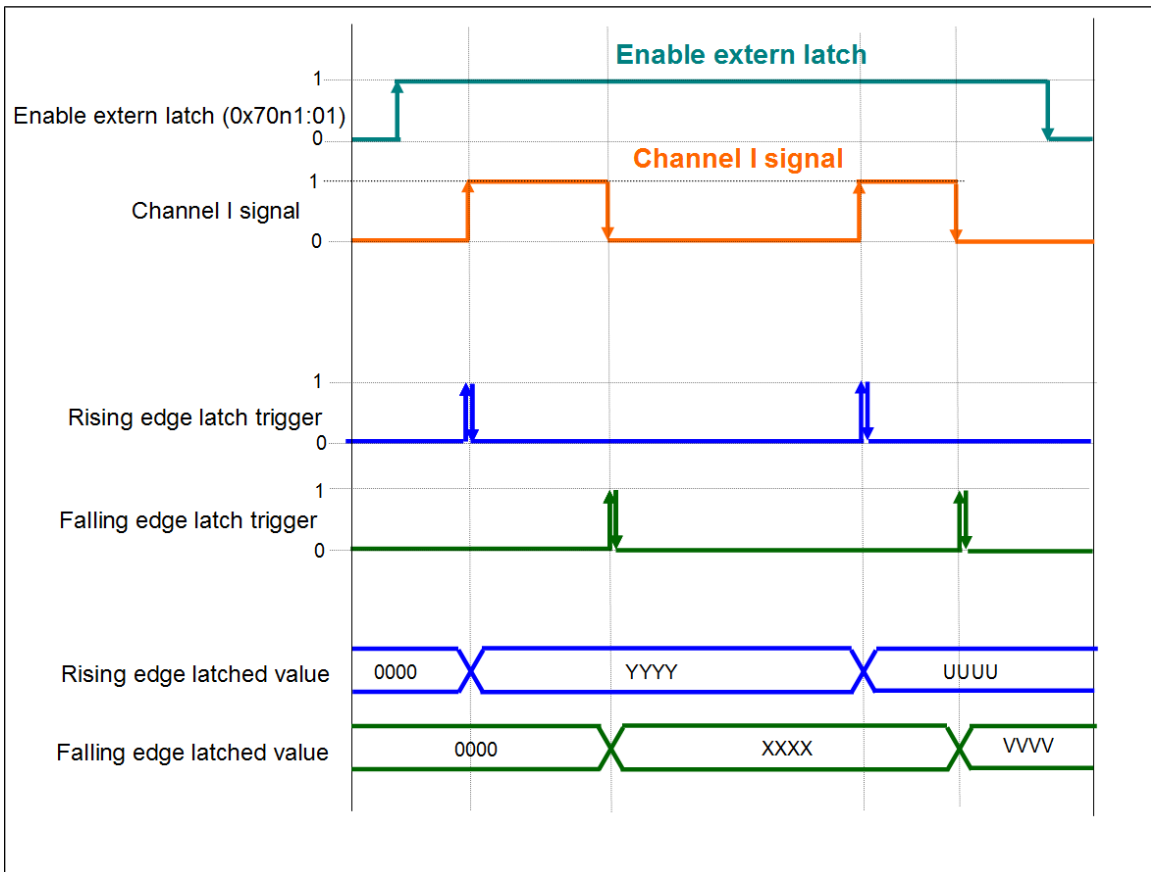 Enable extern latch
1
Enable extern latch (0x70n1:01)
0
Channel I signal
1
Channel I signal
0
1
Rising edge latch trigger
0
1
Falling edge latch trigger
0
Rising edge latched value
0000
YYYY
UUUU
Falling edge latched value
0000
XXXX
VVVV